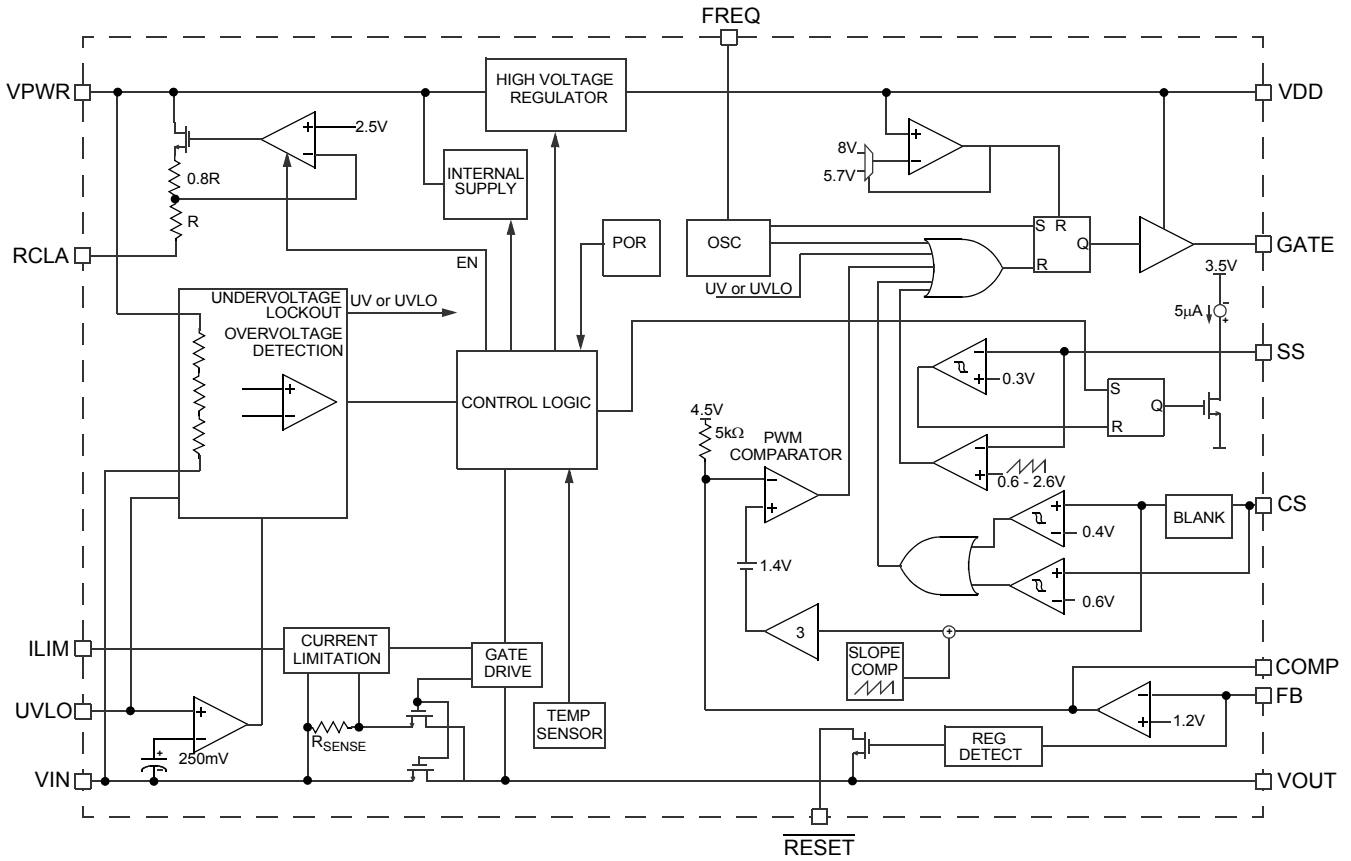 FREQ
VPWR
HIGH VOLTAGE
REGULATOR
VDD
+
2.5V
−
+
8V
−
5.7V
0.8R
INTERNAL
SUPPLY
R
S R
POR
OSC
Q
GATE
RCLA
EN
R
3.5V
UV or UVLO
UNDERVOLTAGE
LOCKOUT
UV or UVLO
5µA
−
+
OVERVOLTAGE
DETECTION
−
SS
+
0.3V
+
−
CONTROL LOGIC
S
Q
R
4.5V
5kΩ
PWM
COMPARATOR
−
+
0.6 - 2.6V
−
+
CS
+
BLANK
−
0.4V
1.4V
+
−
0.6V
3
+
ILIM
CURRENT
LIMITATION
GATE
DRIVE
SLOPE
COMP
COMP
FB
−
UVLO
+
−
+
250mV
RSENSE
TEMP
SENSOR
+
1.2V
REG
DETECT
VIN
VOUT
RESET